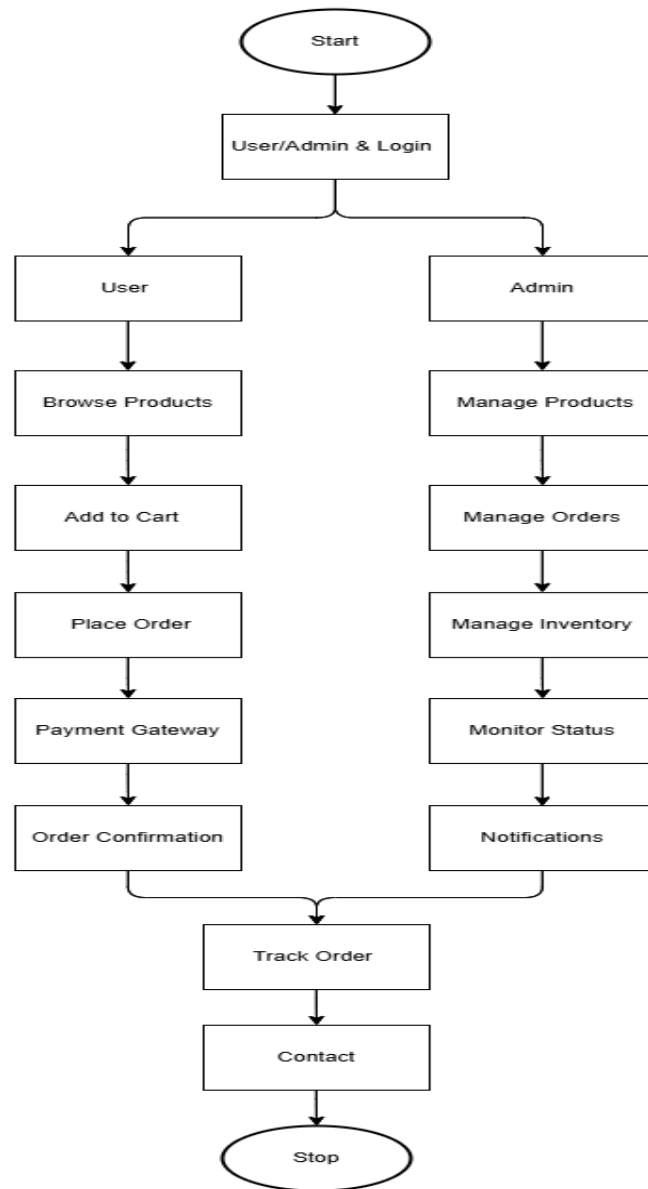 Start
User/Admin & Login
User
Admin
Browse Products
Manage Products
Add to Cart
Manage Orders
Place Order
Manage Inventory
Payment Gateway
Monitor Status
Order Confirmation
Notifications
Track Order
Contact
Stop